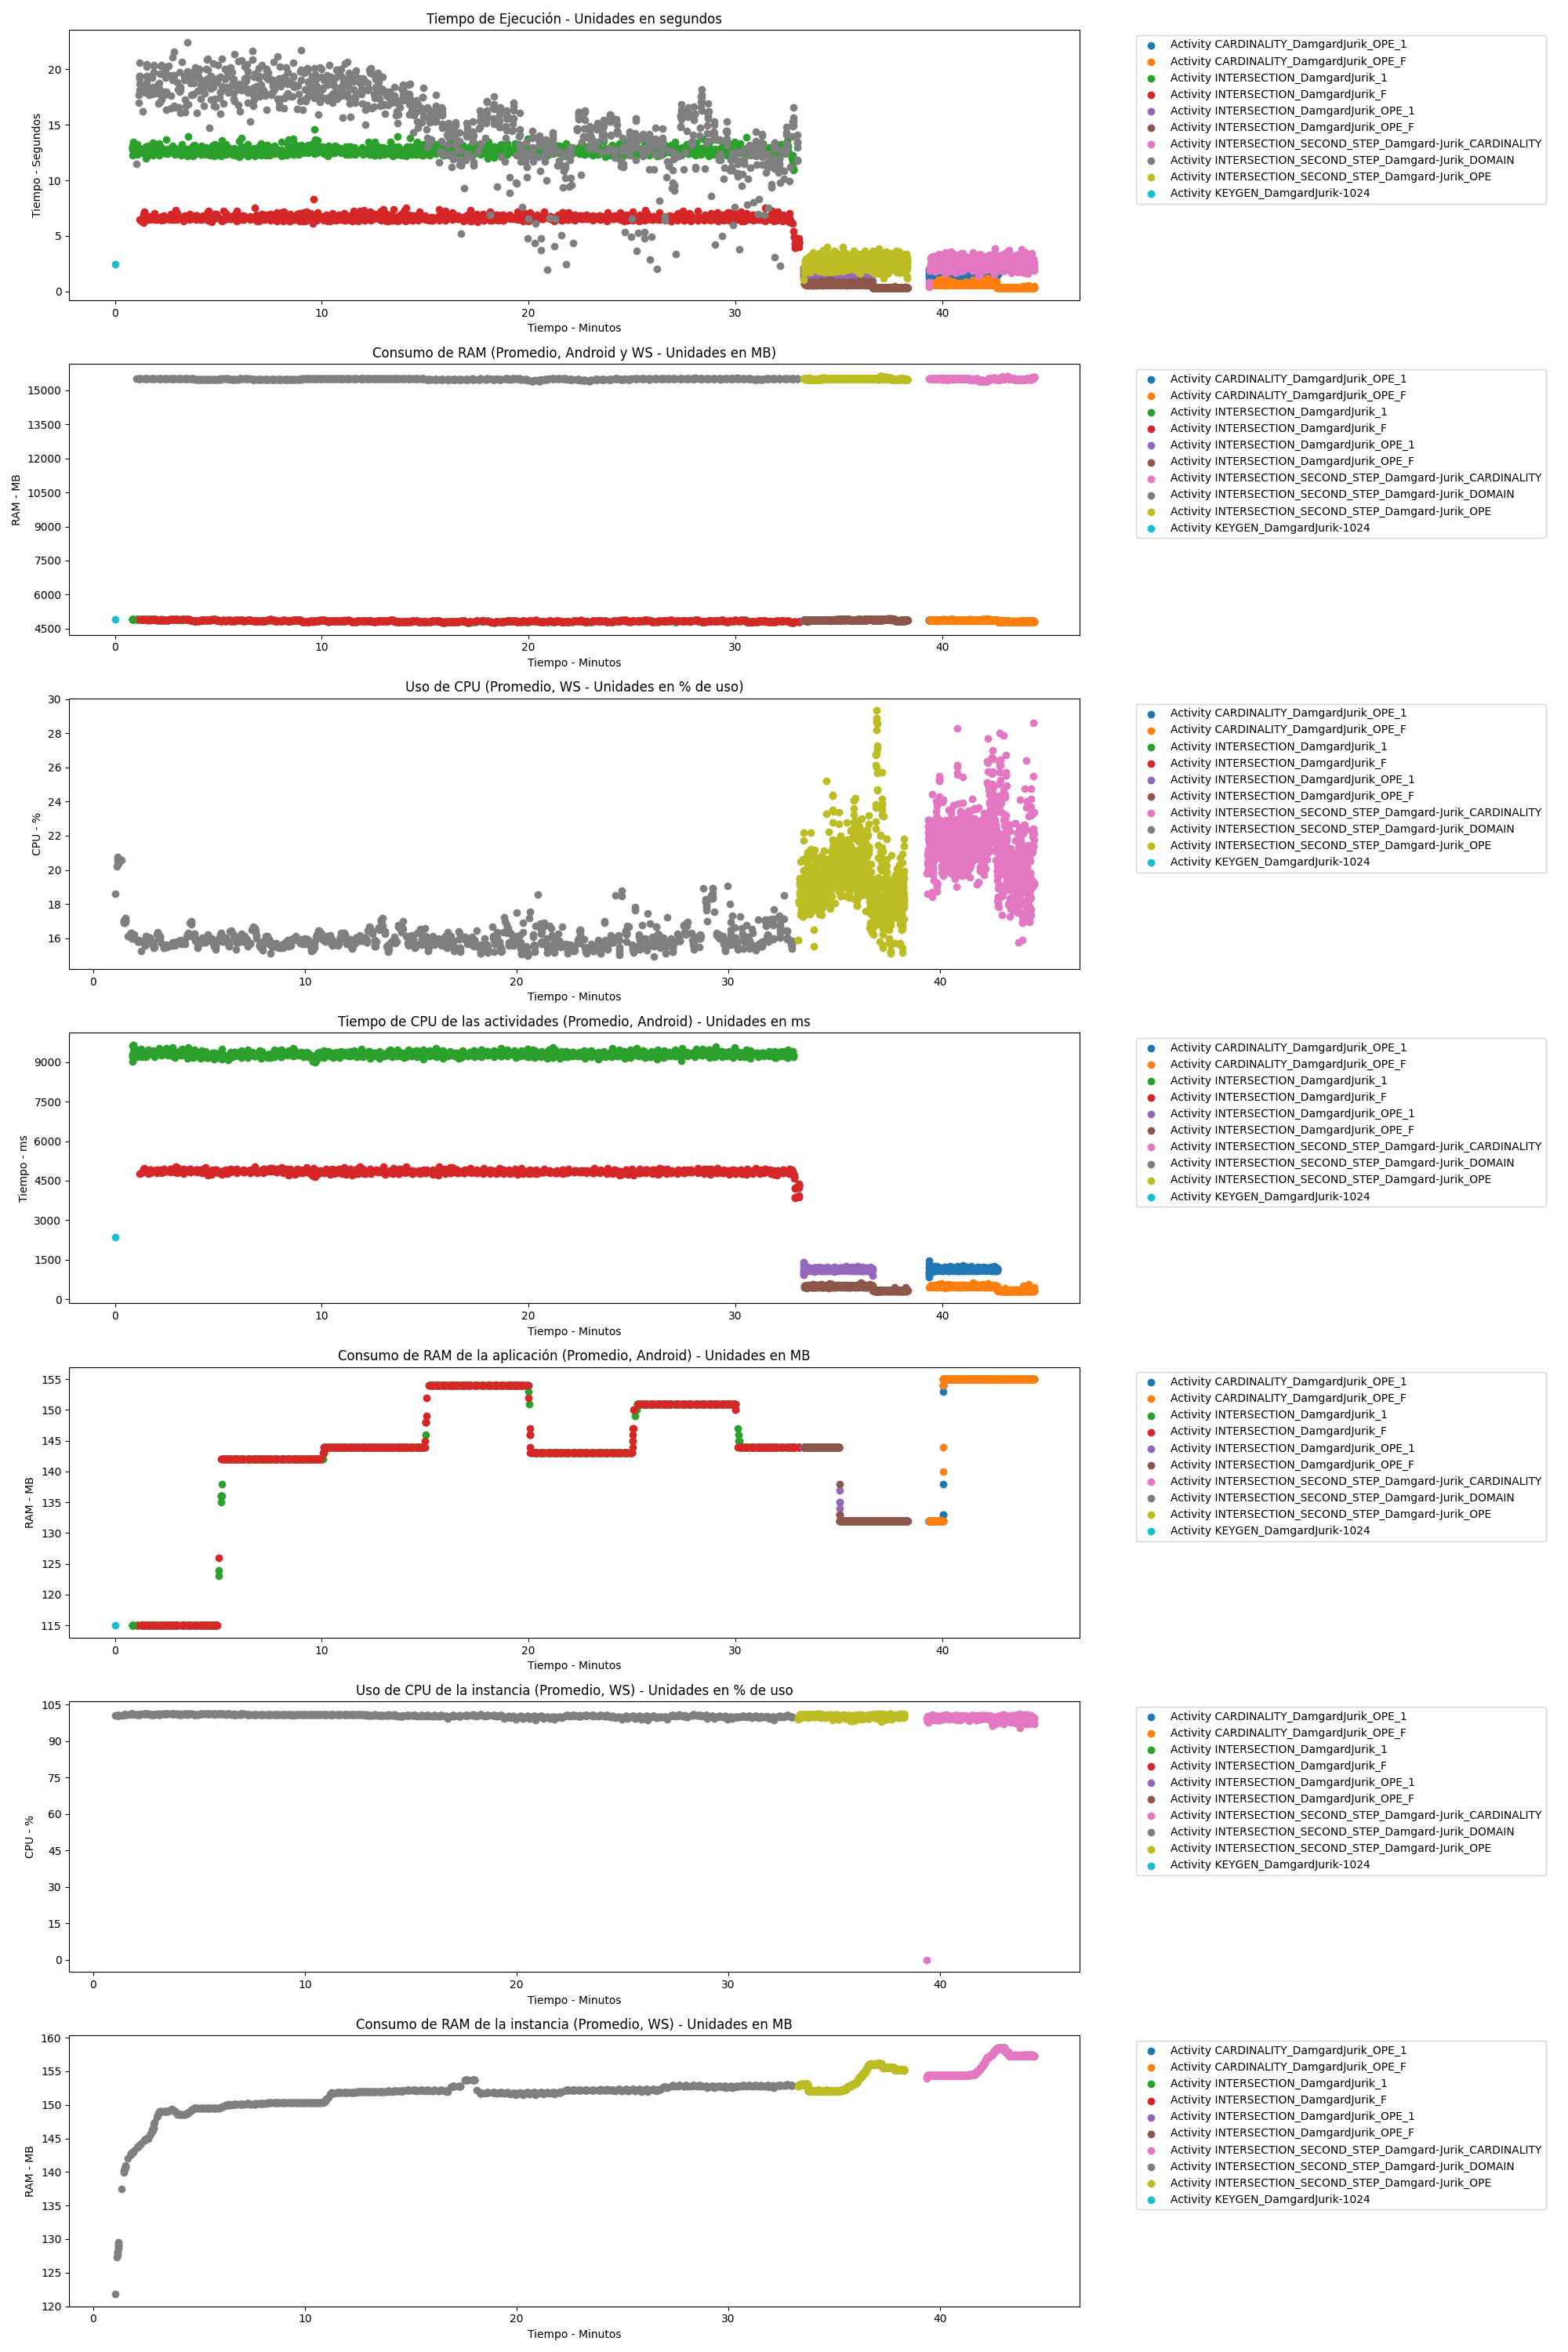 Tiempo de Ejecución - Unidades en segundos
Tiempo - Segundos
20
15
10
5
0
0 10 20 30 40
Tiempo - Minutos
Activity CARDINALITY_DamgardJurik_OPE_1
Activity CARDINALITY_DamgardJurik_OPE_F
Activity INTERSECTION_DamgardJurik_1
Activity INTERSECTION_DamgardJurik_F
Activity INTERSECTION_DamgardJurik_OPE_1
Activity INTERSECTION_DamgardJurik_OPE_F
Activity INTERSECTION_SECOND_STEP_Damgard-Jurik_CARDINALITY
Activity INTERSECTION_SECOND_STEP_Damgard-Jurik_DOMAIN
Activity INTERSECTION_SECOND_STEP_Damgard-Jurik_OPE
Activity KEYGEN_DamgardJurik-1024
Consumo de RAM (Promedio, Android y WS - Unidades en MB)
RAM - MB
15000
13500
12000
10500
9000
7500
6000
4500
0 10 20 30 40
Tiempo - Minutos
Activity CARDINALITY_DamgardJurik_OPE_1
Activity CARDINALITY_DamgardJurik_OPE_F
Activity INTERSECTION_DamgardJurik_1
Activity INTERSECTION_DamgardJurik_F
Activity INTERSECTION_DamgardJurik_OPE_1
Activity INTERSECTION_DamgardJurik_OPE_F
Activity INTERSECTION_SECOND_STEP_Damgard-Jurik_CARDINALITY
Activity INTERSECTION_SECOND_STEP_Damgard-Jurik_DOMAIN
Activity INTERSECTION_SECOND_STEP_Damgard-Jurik_OPE
Activity KEYGEN_DamgardJurik-1024
Uso de CPU (Promedio, WS - Unidades en % de uso)
CPU - %
30
28
26
24
22
20
18
16
0 10 20 30 40
Tiempo - Minutos
Activity CARDINALITY_DamgardJurik_OPE_1
Activity CARDINALITY_DamgardJurik_OPE_F
Activity INTERSECTION_DamgardJurik_1
Activity INTERSECTION_DamgardJurik_F
Activity INTERSECTION_DamgardJurik_OPE_1
Activity INTERSECTION_DamgardJurik_OPE_F
Activity INTERSECTION_SECOND_STEP_Damgard-Jurik_CARDINALITY
Activity INTERSECTION_SECOND_STEP_Damgard-Jurik_DOMAIN
Activity INTERSECTION_SECOND_STEP_Damgard-Jurik_OPE
Activity KEYGEN_DamgardJurik-1024
Tiempo de CPU de las actividades (Promedio, Android) - Unidades en ms
Tiempo - ms
9000
7500
6000
4500
3000
1500
0
0 10 20 30 40
Tiempo - Minutos
Activity CARDINALITY_DamgardJurik_OPE_1
Activity CARDINALITY_DamgardJurik_OPE_F
Activity INTERSECTION_DamgardJurik_1
Activity INTERSECTION_DamgardJurik_F
Activity INTERSECTION_DamgardJurik_OPE_1
Activity INTERSECTION_DamgardJurik_OPE_F
Activity INTERSECTION_SECOND_STEP_Damgard-Jurik_CARDINALITY
Activity INTERSECTION_SECOND_STEP_Damgard-Jurik_DOMAIN
Activity INTERSECTION_SECOND_STEP_Damgard-Jurik_OPE
Activity KEYGEN_DamgardJurik-1024
Consumo de RAM de la aplicación (Promedio, Android) - Unidades en MB
RAM - MB
155
150
145
140
135
130
125
120
115
0 10 20 30 40
Tiempo - Minutos
Activity CARDINALITY_DamgardJurik_OPE_1
Activity CARDINALITY_DamgardJurik_OPE_F
Activity INTERSECTION_DamgardJurik_1
Activity INTERSECTION_DamgardJurik_F
Activity INTERSECTION_DamgardJurik_OPE_1
Activity INTERSECTION_DamgardJurik_OPE_F
Activity INTERSECTION_SECOND_STEP_Damgard-Jurik_CARDINALITY
Activity INTERSECTION_SECOND_STEP_Damgard-Jurik_DOMAIN
Activity INTERSECTION_SECOND_STEP_Damgard-Jurik_OPE
Activity KEYGEN_DamgardJurik-1024
Uso de CPU de la instancia (Promedio, WS) - Unidades en % de uso
CPU - %
105
90
75
60
45
30
15
0
0 10 20 30 40
Tiempo - Minutos
Activity CARDINALITY_DamgardJurik_OPE_1
Activity CARDINALITY_DamgardJurik_OPE_F
Activity INTERSECTION_DamgardJurik_1
Activity INTERSECTION_DamgardJurik_F
Activity INTERSECTION_DamgardJurik_OPE_1
Activity INTERSECTION_DamgardJurik_OPE_F
Activity INTERSECTION_SECOND_STEP_Damgard-Jurik_CARDINALITY
Activity INTERSECTION_SECOND_STEP_Damgard-Jurik_DOMAIN
Activity INTERSECTION_SECOND_STEP_Damgard-Jurik_OPE
Activity KEYGEN_DamgardJurik-1024
Consumo de RAM de la instancia (Promedio, WS) - Unidades en MB
RAM - MB
160
155
150
145
140
135
130
125
120
0 10 20 30 40
Tiempo - Minutos
Activity CARDINALITY_DamgardJurik_OPE_1
Activity CARDINALITY_DamgardJurik_OPE_F
Activity INTERSECTION_DamgardJurik_1
Activity INTERSECTION_DamgardJurik_F
Activity INTERSECTION_DamgardJurik_OPE_1
Activity INTERSECTION_DamgardJurik_OPE_F
Activity INTERSECTION_SECOND_STEP_Damgard-Jurik_CARDINALITY
Activity INTERSECTION_SECOND_STEP_Damgard-Jurik_DOMAIN
Activity INTERSECTION_SECOND_STEP_Damgard-Jurik_OPE
Activity KEYGEN_DamgardJurik-1024